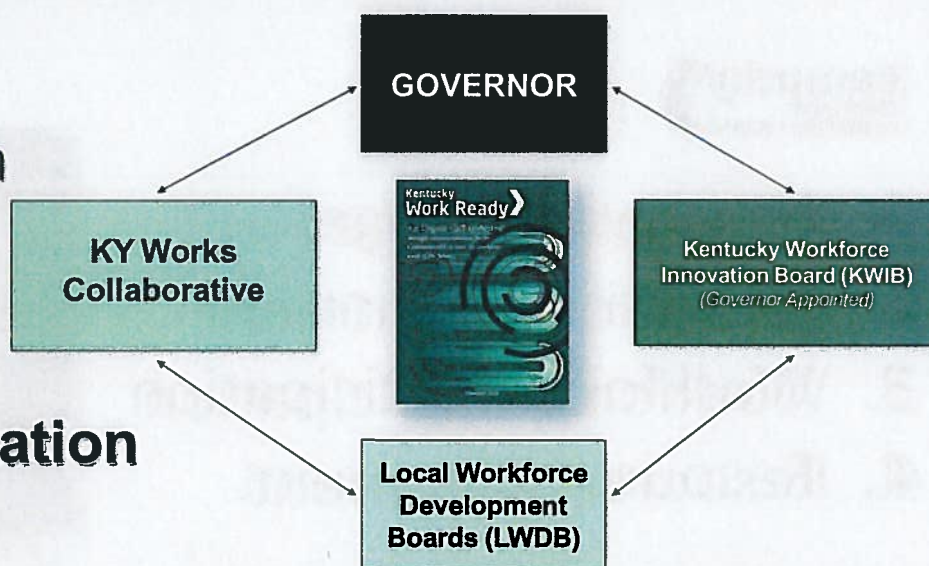 GOVERNOR
Kentucky
Work Ready
KY Works
Collaborative
Kentucky Workforce
Innovation Board (KWIB)
(Governor Appointed)
ation
Local Workforce
Development
Boards (LWDB)